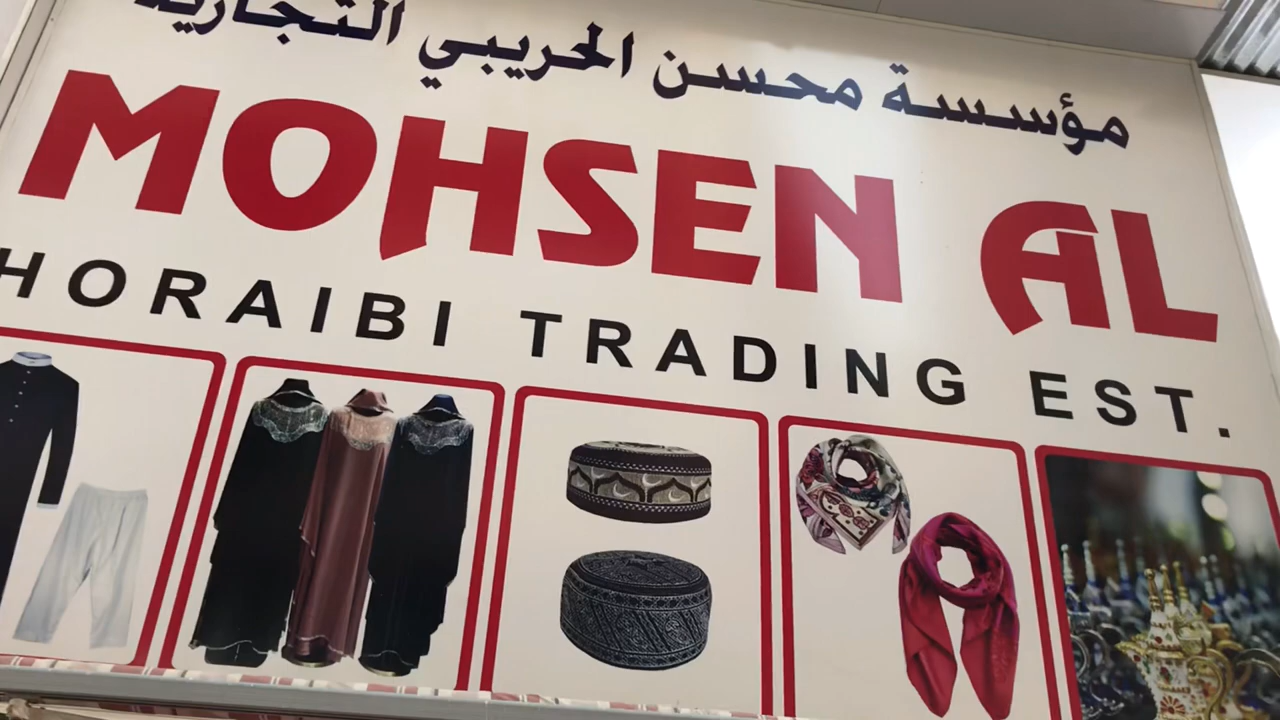 مؤسسة محسن الحريبي التجارية
MOHSEN AL
HORAIBI TRADING EST.